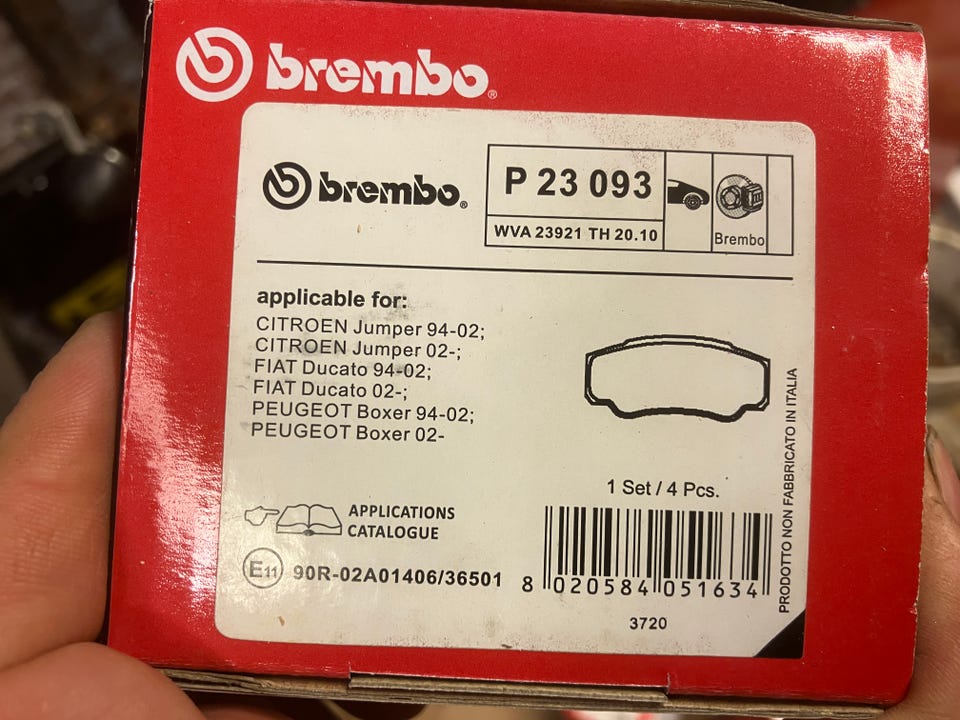 brembo®
brembo®
P 23 093
WVA 23921 TH 20.10
Brembo
applicable for:
CITROEN Jumper 94-02;
CITROEN Jumper 02-;
FIAT Ducato 94-02;
FIAT Ducato 02-;
PEUGEOT Boxer 94-02;
PEUGEOT Boxer 02-
1 Set / 4 Pcs.
APPLICATIONS
CATALOGUE
E11 90R-02A01406/36501
8 020584 051634
3720
PRODOTTO NON FABBRICATO IN ITALIA